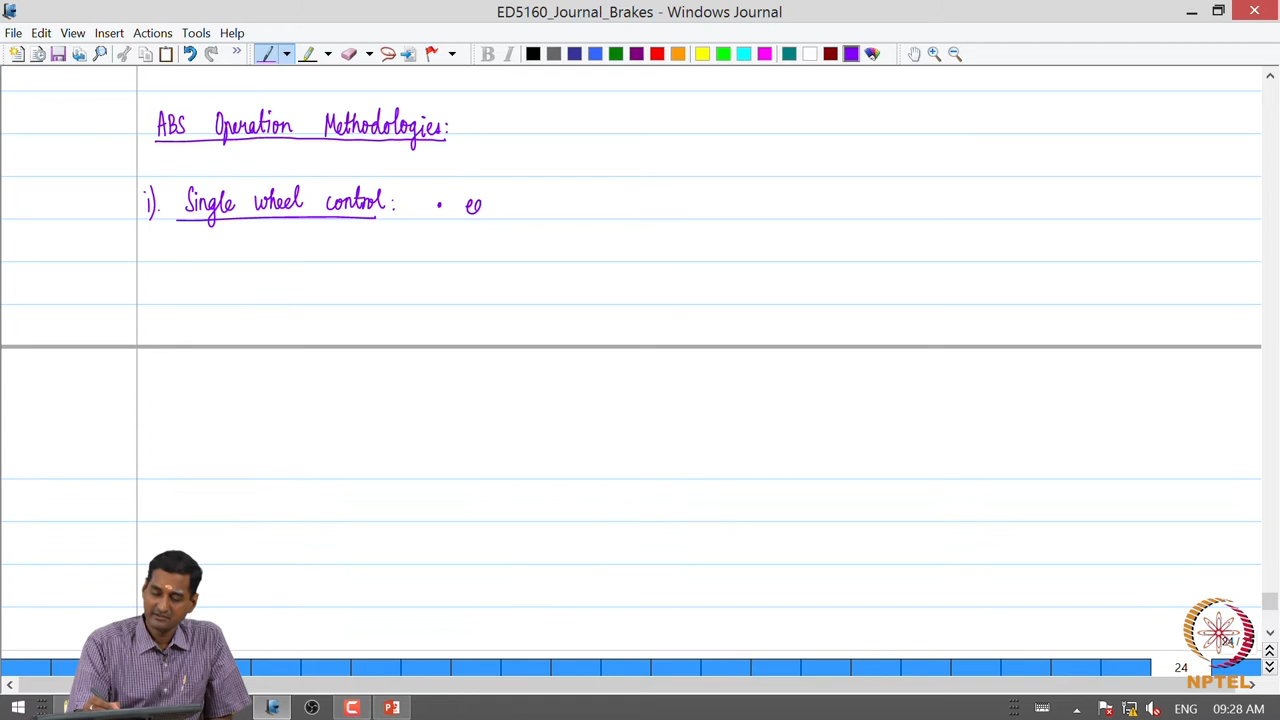 ED5160_Journal_Brakes - Windows Journal
File Edit View Insert Actions Tools Help
ABS Operation Methodologies:
i). Single wheel control: •
24
NPTEL
ENG 09:28 AM